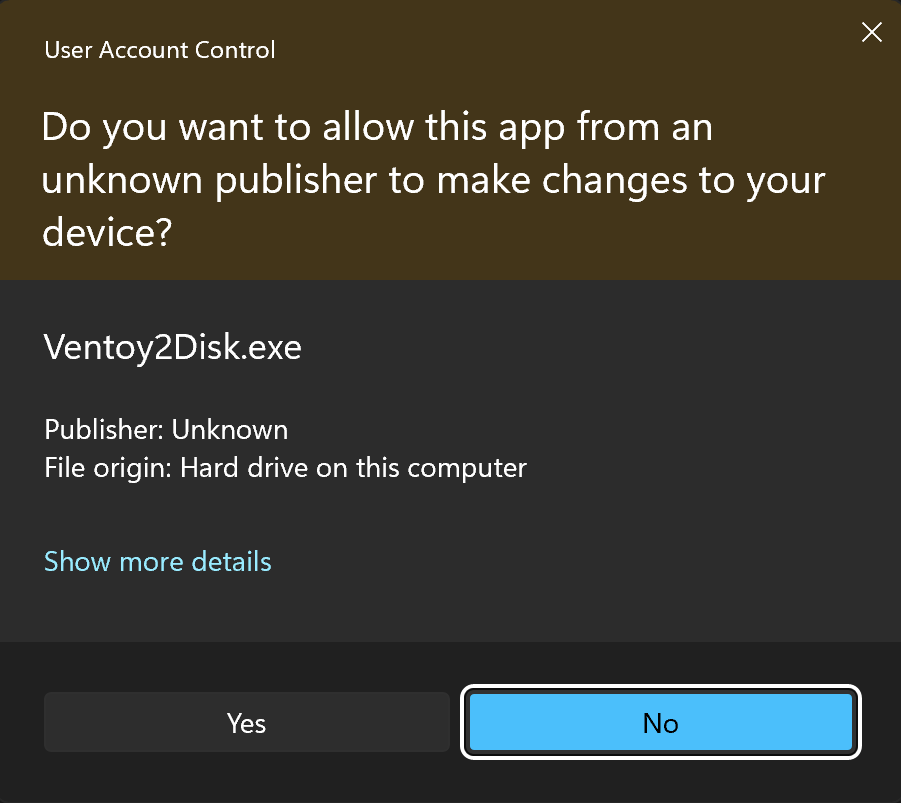 User Account Control
Do you want to allow this app from an
unknown publisher to make changes to your
device?
Ventoy2Disk.exe
Publisher: Unknown
File origin: Hard drive on this computer
Show more details
Yes
No